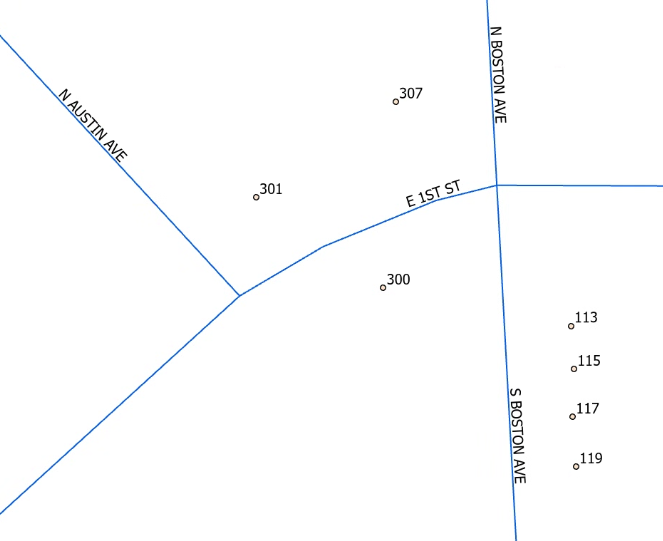 N BOSTON AVE
307
N AUSTIN AVE
301
E 1ST ST
300
113
115
117
S BOSTON AVE
119